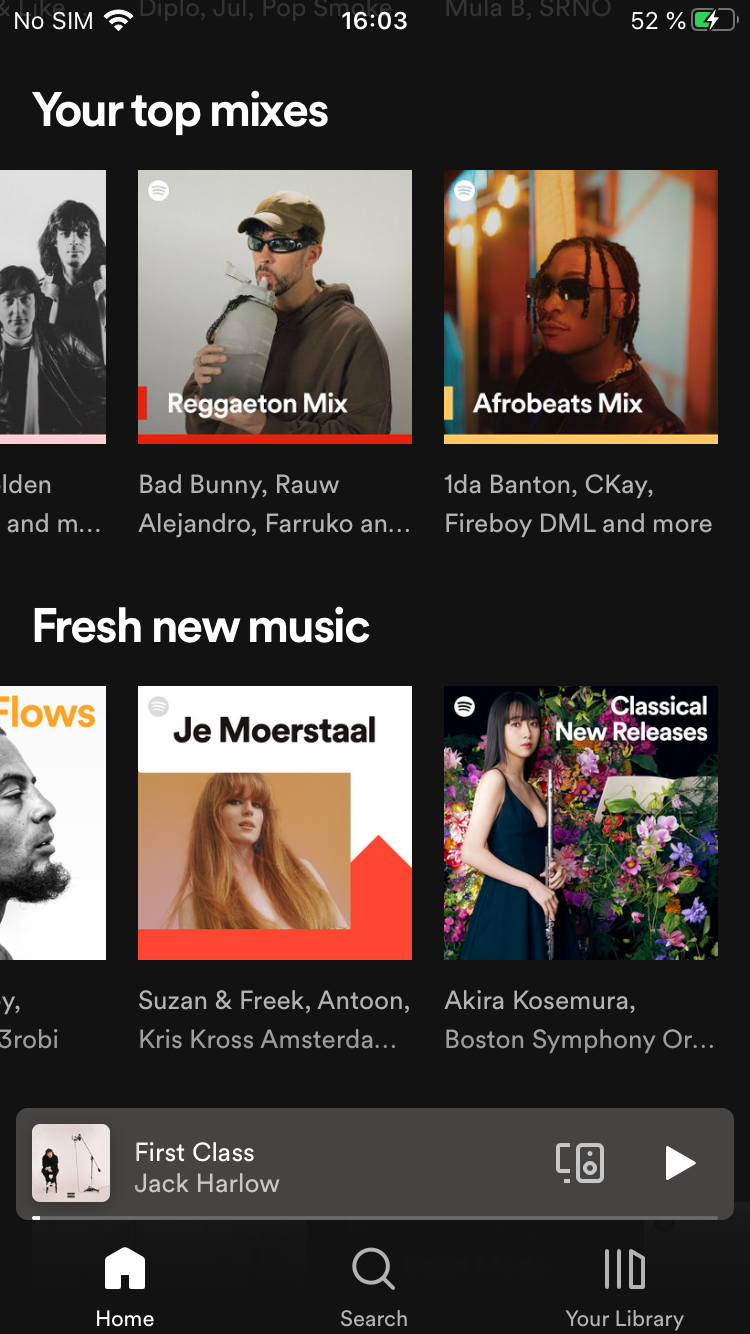 & Like
Diplo, Jul, Pop Smoke
Mula B, SRNO
No SIM
16:03
52 %
Your top mixes
Reggaeton Mix
Afrobeats Mix
lden
and m...
Bad Bunny, Rauw
Alejandro, Farruko an...
1da Banton, CKay,
Fireboy DML and more
Fresh new music
Flows
Je Moerstaal
Classical
New Releases
y,
3robi
Suzan & Freek, Antoon,
Kris Kross Amsterda...
Akira Kosemura,
Boston Symphony Or...
First Class
Jack Harlow
Home
Search
Your Library